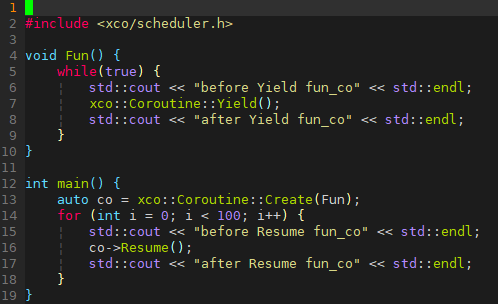 1
2 #include <xco/scheduler.h>
3
4 void Fun() {
5     while(true) {
6         std::cout << "before Yield fun_co" << std::endl;
7         xco::Coroutine::Yield();
8         std::cout << "after Yield fun_co" << std::endl;
9     }
10 }
11
12 int main() {
13     auto co = xco::Coroutine::Create(Fun);
14     for (int i = 0; i < 100; i++) {
15         std::cout << "before Resume fun_co" << std::endl;
16         co->Resume();
17         std::cout << "after Resume fun_co" << std::endl;
18     }
19 }